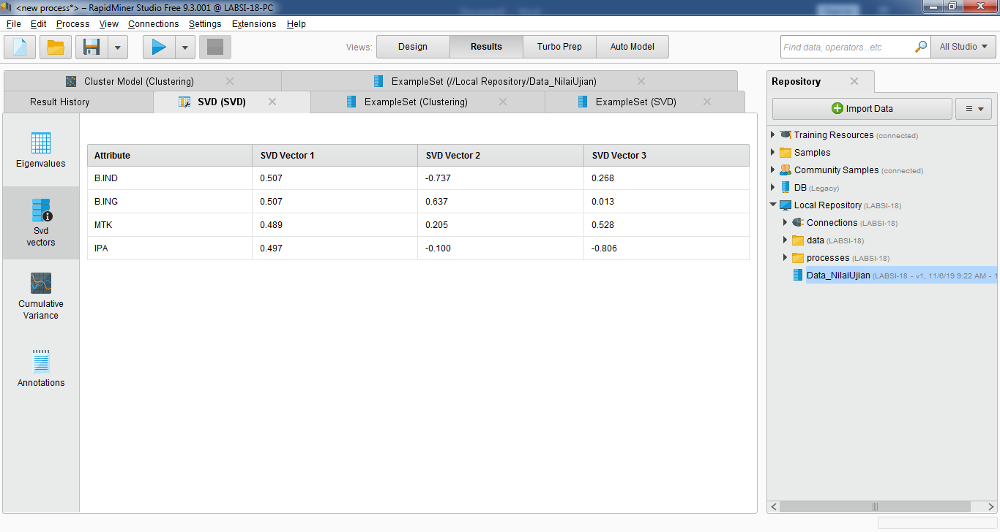 <new process*> – RapidMiner Studio Free 9.3.001 @ LABSI-18-PC
File Edit Process View Connections Settings Extensions Help
Views: Design Results Turbo Prep Auto Model
Find data, operators...etc
All Studio
Cluster Model (Clustering)
ExampleSet (//Local Repository/Data_NilaiUjian)
Result History
SVD (SVD)
ExampleSet (Clustering)
ExampleSet (SVD)
Eigenvalues
Svd
vectors
Cumulative
Variance
Annotations
Attribute SVD Vector 1 SVD Vector 2 SVD Vector 3
B.IND 0.507 -0.737 0.268
B.ING 0.507 0.637 0.013
MTK 0.489 0.205 0.528
IPA 0.497 -0.100 -0.806
Repository
Import Data
Training Resources (connected)
Samples
Community Samples (connected)
DB (Legacy)
Local Repository (LABSI-18)
Connections (LABSI-18)
data (LABSI-18)
processes (LABSI-18)
Data_NilaiUjian (LABSI-18 - v1, 11/6/19 9:22 AM - 1